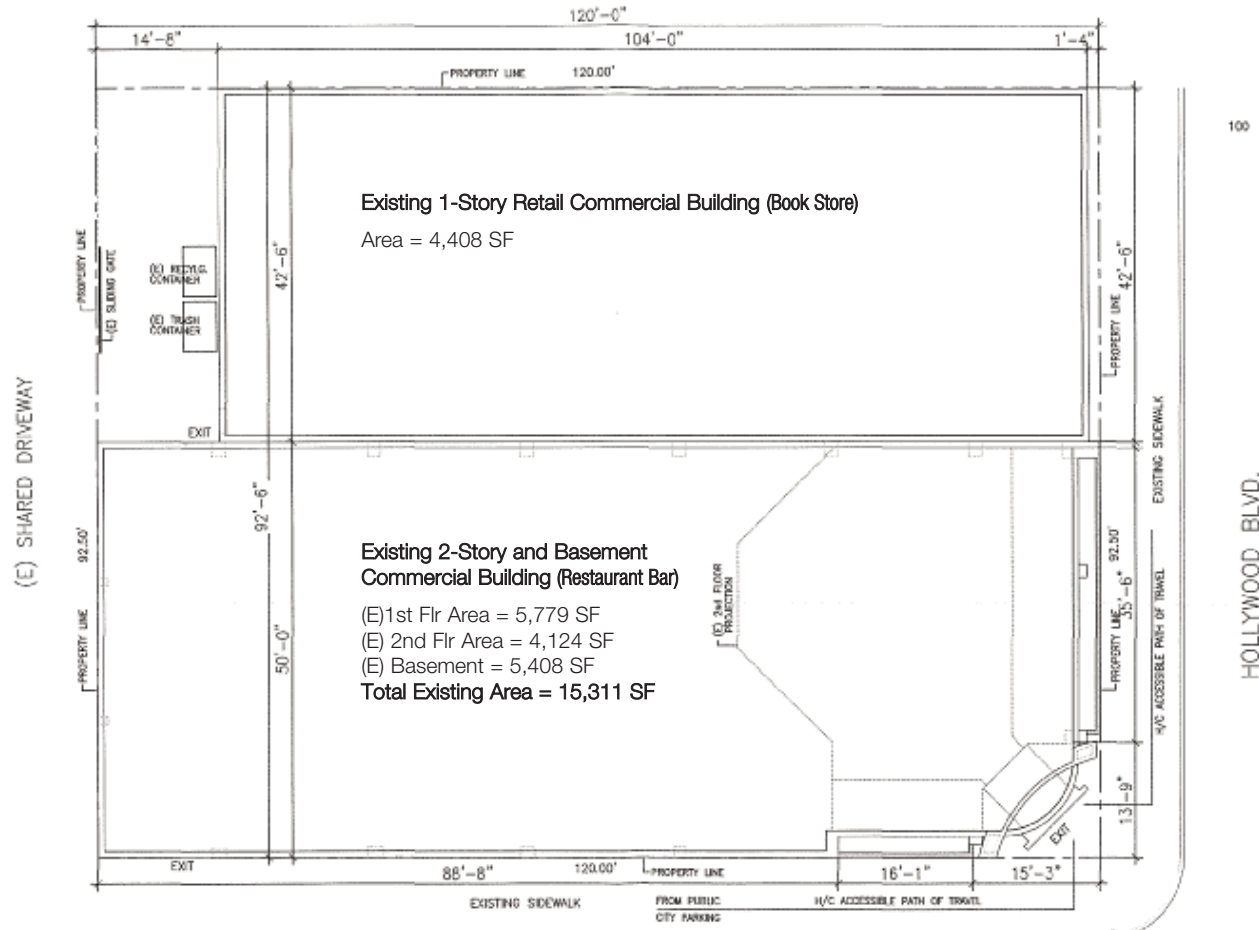 120'-0"
14'-8"
104'-0"
1'-4"
PROPERTY LINE
120.00'
100
Existing 1-Story Retail Commercial Building (Book Store)
Area = 4,408 SF
PROPERTY LINE
(E) SLIDING GATE
(E) RECYLG.
CONTAINER
(E) TRASH
CONTAINER
42'-6"
42'-6"
PROPERTY LINE
EXIT
(E) SHARED DRIVEWAY
92'-6"
EXISTING SIDEWALK
HOLLYWOOD BLVD.
92.50'
PROPERTY LINE
50'-0"
Existing 2-Story and Basement
Commercial Building (Restaurant Bar)
(E)1st Flr Area = 5,779 SF
(E) 2nd Flr Area = 4,124 SF
(E) Basement = 5,408 SF
Total Existing Area = 15,311 SF
(E) 2nd FLOOR
PROJECTION
92.50'
PROPERTY LINE
35'-6"
H/C ACCESSIBLE PATH OF TRAVEL
13'-9"
EXIT
EXIT
88'-8"
120.00'
PROPERTY LINE
16'-1"
15'-3"
EXISTING SIDEWALK
FROM PUBLIC
CITY PARKING
H/C ACCESSIBLE PATH OF TRAVEL